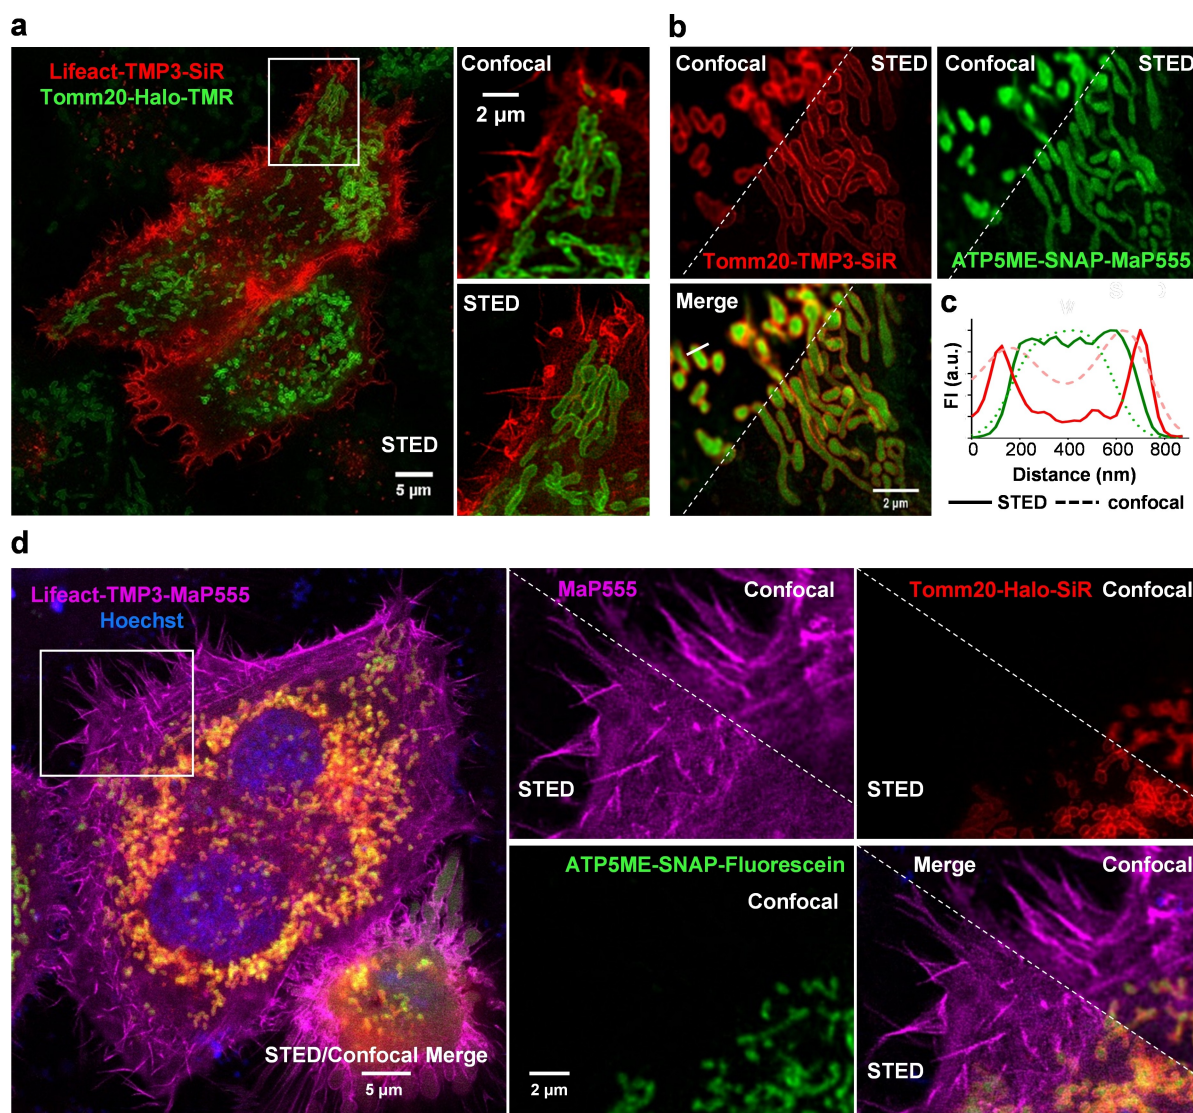 a
Lifeact-TMP3-SiR
Tomm20-Halo-TMR
STED
5 µm
Confocal
2 µm
STED
b
Confocal
STED
Tomm20-TMP3-SiR
Confocal
STED
ATP5ME-SNAP-MaP555
Merge
2 µm
c
FI (a.u.)
0 200 400 600 800
Distance (nm)
STED confocal
d
Lifeact-TMP3-MaP555
Hoechst
STED/Confocal Merge
5 µm
MaP555 Confocal
STED
Tomm20-Halo-SiR Confocal
STED
ATP5ME-SNAP-Fluorescein
Confocal
2 µm
Merge Confocal
STED